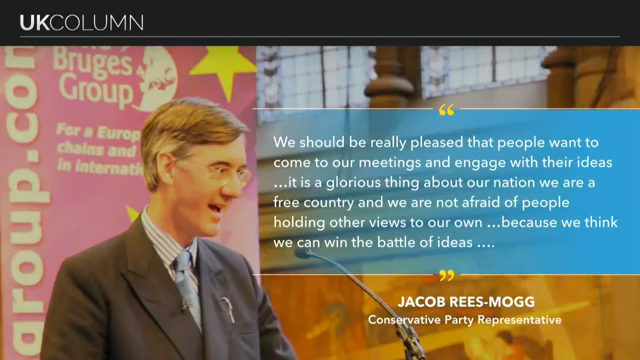 UKCOLUMN
Bruges
Group
For a Europ
chains and
in internati
group.com
“
We should be really pleased that people want to
come to our meetings and engage with their ideas
...it is a glorious thing about our nation we are a
free country and we are not afraid of people
holding other views to our own ...because we think
we can win the battle of ideas ....
”
JACOB REES-MOGG
Conservative Party Representative